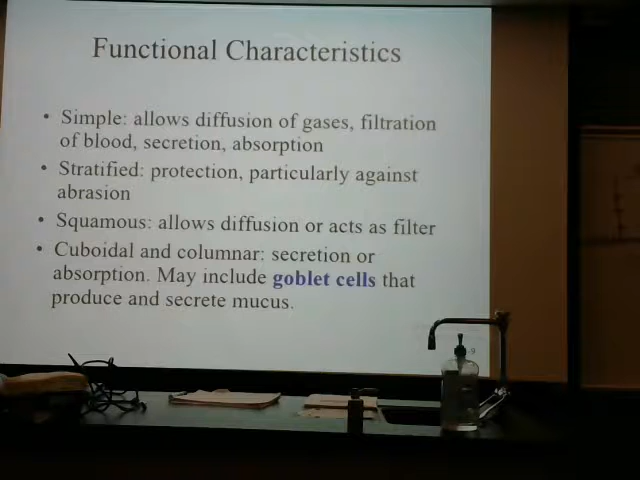 Functional Characteristics
• Simple: allows diffusion of gases, filtration
of blood, secretion, absorption
• Stratified: protection, particularly against
abrasion
• Squamous: allows diffusion or acts as filter
• Cuboidal and columnar: secretion or
absorption. May include goblet cells that
produce and secrete mucus.
9